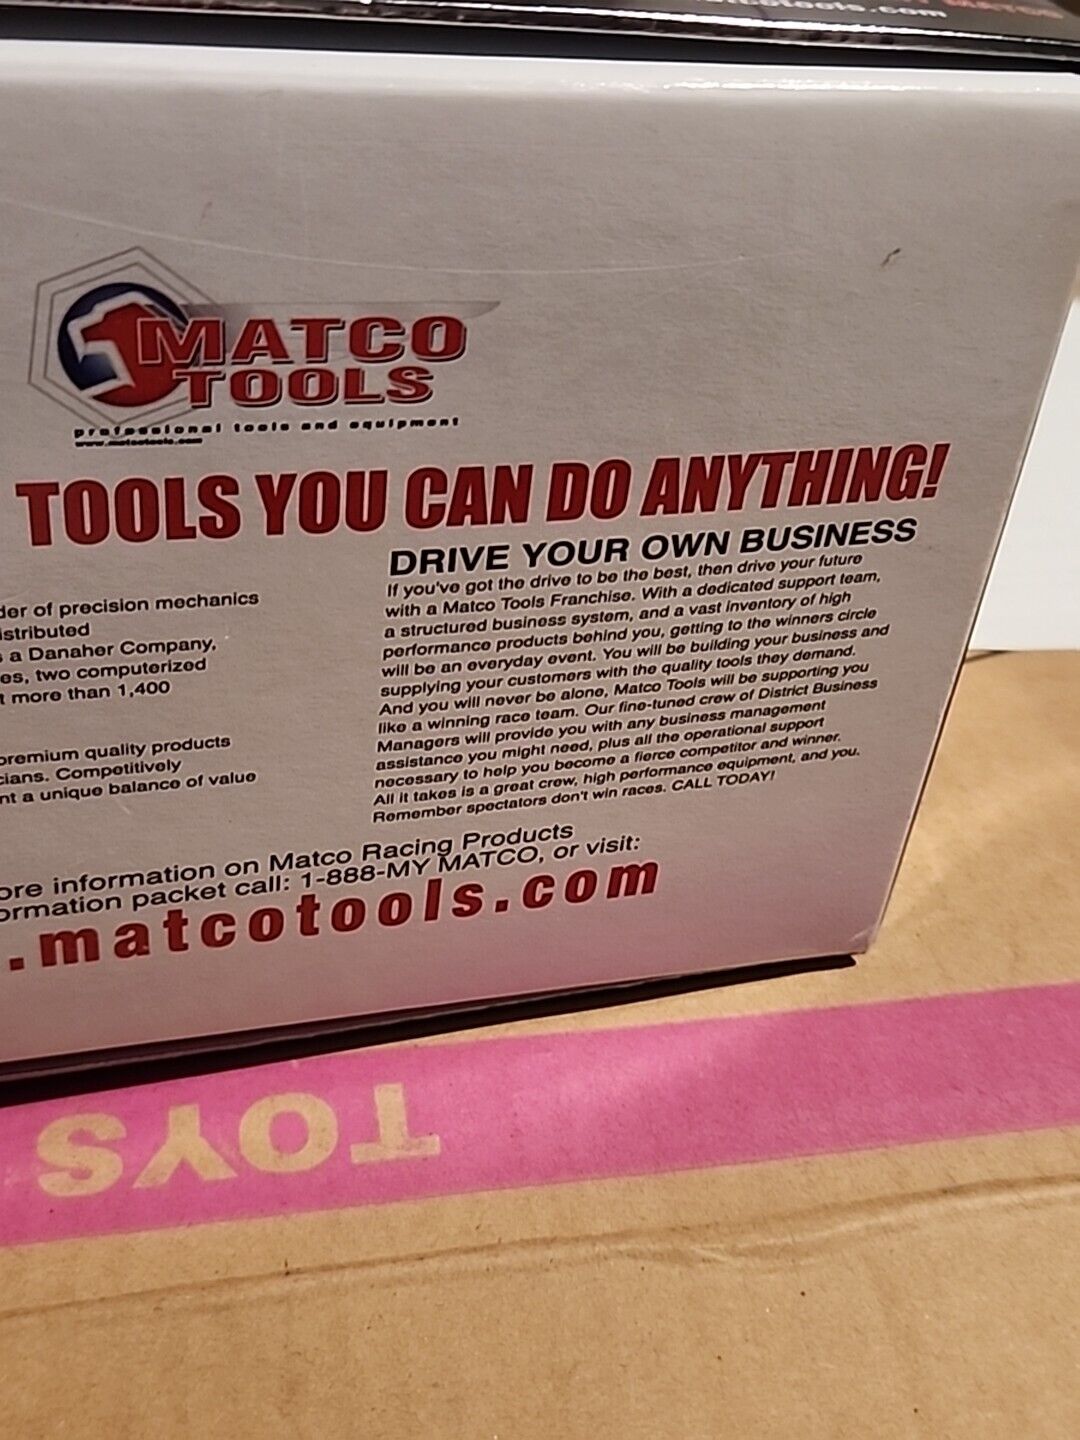 MATCO
TOOLS
professional tools and equipment
www.matcotools.com
TOOLS YOU CAN DO ANYTHING!
of precision mechanics
a Danaher Company,
two computerized
more than 1,400
premium quality products
Competitively
a unique balance of value
DRIVE YOUR OWN BUSINESS
If you've got the drive to be the best, then drive your future
with a Matco Tools Franchise. With a dedicated support team,
a structured business system, and a vast inventory of high
performance products behind you, getting to the winners circle
will be an everyday event. You will be building your business and
supplying your customers with the quality tools they demand.
And you will never be alone, Matco Tools will be supporting you
like a winning race team. Our fine-tuned crew of District Business
Managers will provide you with any business management
assistance you might need, plus all the operational support
necessary to help you become a fierce competitor and winner.
All it takes is a great crew, high performance equipment, and you.
Remember spectators don't win races. CALL TODAY!
ore information on Matco Racing Products
ormation packet call: 1-888-MY MATCO, or visit:
.matcotools.com
TOYS